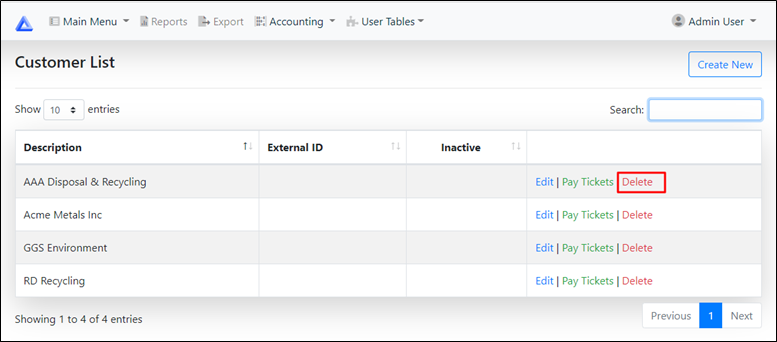 Main Menu Reports Export Accounting User Tables Admin User
Customer List Create New
Show 10 entries Search:
Description External ID Inactive
AAA Disposal & Recycling Edit | Pay Tickets | Delete
Acme Metals Inc Edit | Pay Tickets | Delete
GGS Environment Edit | Pay Tickets | Delete
RD Recycling Edit | Pay Tickets | Delete
Showing 1 to 4 of 4 entries Previous 1 Next